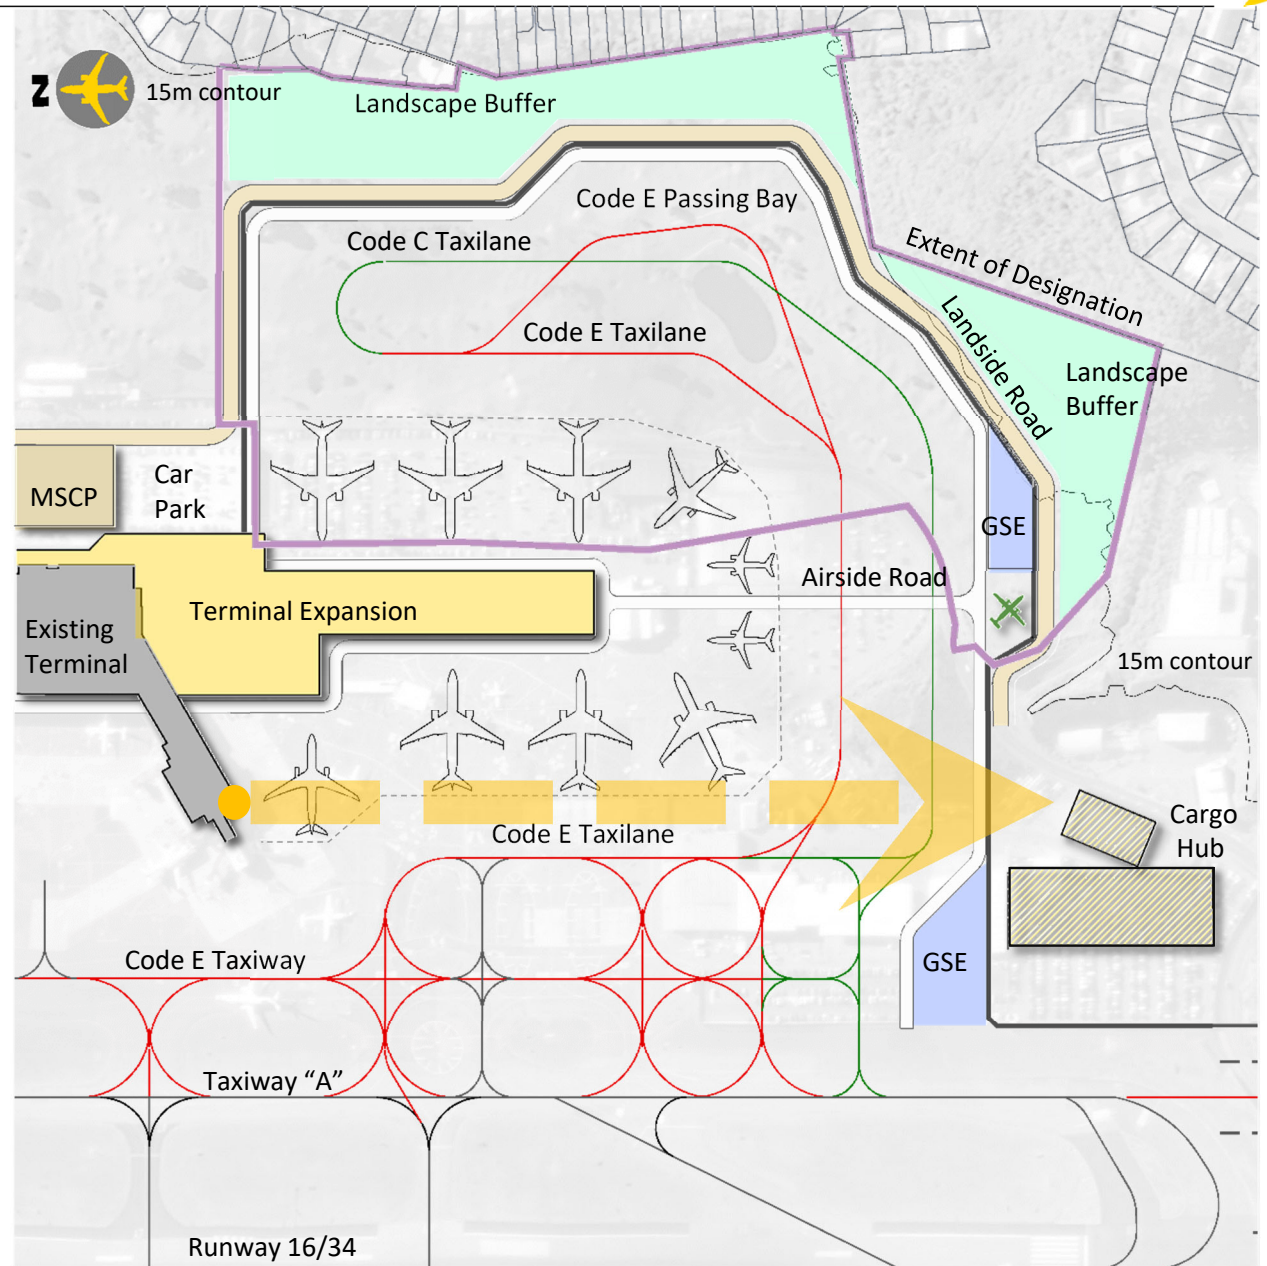 Z
15m contour
Landscape Buffer
Code E Passing Bay
Code C Taxilane
Extent of Designation
Code E Taxilane
Landside Road
Landscape
Buffer
MSCP
Car
Park
GSE
Airside Road
Terminal Expansion
Existing
Terminal
15m contour
Cargo
Hub
Code E Taxilane
Code E Taxiway
GSE
Taxiway “A”
Runway 16/34